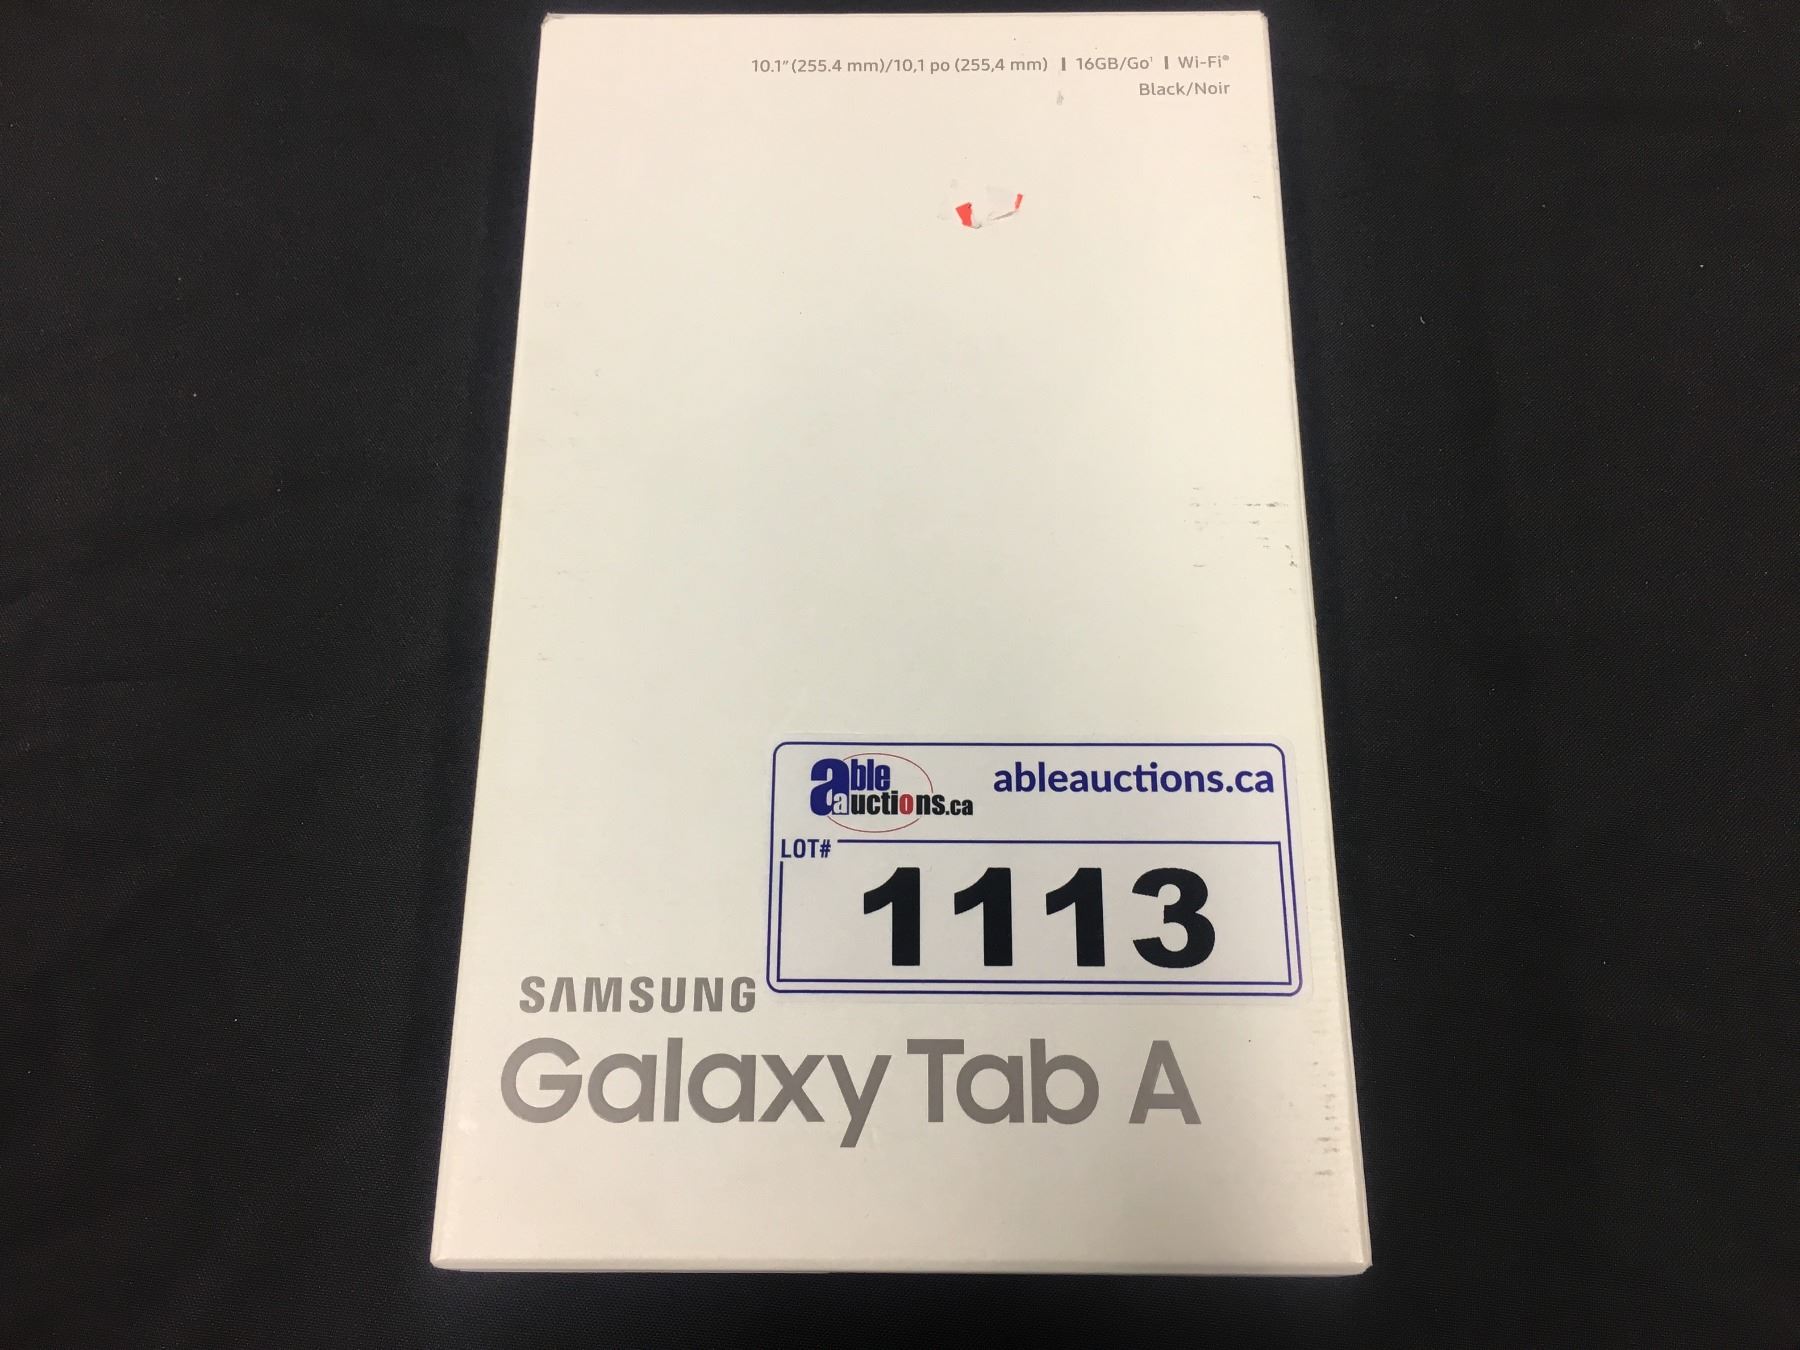 10.1" (255.4 mm)/10,1 po (255,4 mm) | 16GB/Go¹ | Wi-Fi®
Black/Noir
able
auctions.ca
ableauctions.ca
LOT#
1113
SAMSUNG
Galaxy Tab A